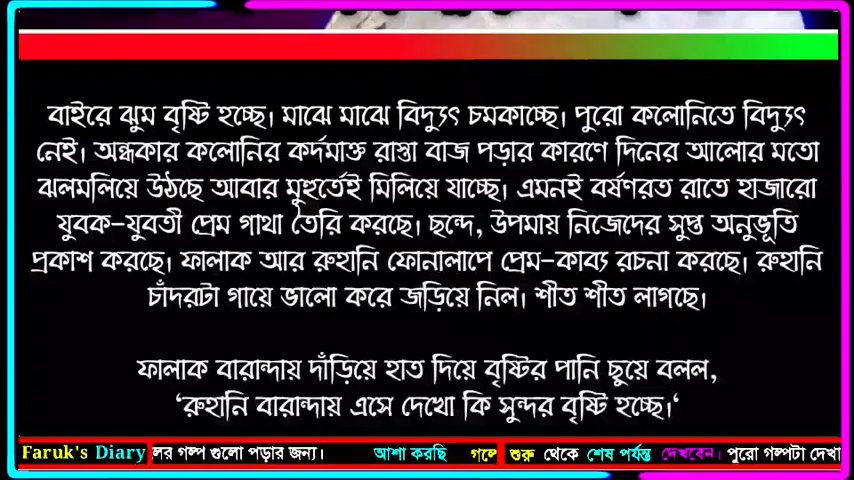 বাইরে ঝুম বৃষ্টি হচ্ছে। মাঝে মাঝে বিদ্যুৎ চমকাচ্ছে। পুরো কলোনিতে বিদ্যুৎ
নেই। অন্ধকার কলোনির কর্দমাক্ত রাস্তা বাজ পড়ার কারণে দিনের আলোর মতো
ঝলমলিয়ে উঠছে আবার মুহুর্তেই মিলিয়ে যাচ্ছে। এমনই বর্ষণরত রাতে হাজারো
যুবক-যুবতী প্রেম গাথা তৈরি করছে। ছন্দে, উপমায় নিজেদের সুপ্ত অনুভূতি
প্রকাশ করছে। ফালাক আর রুহানি ফোনালাপে প্রেম-কাব্য রচনা করছে। রুহানি
চাঁদরটা গায়ে ভালো করে জড়িয়ে নিল। শীত শীত লাগছে।
ফালাক বারান্দায় দাঁড়িয়ে হাত দিয়ে বৃষ্টির পানি ছুয়ে বলল,
‘রুহানি বারান্দায় এসে দেখো কি সুন্দর বৃষ্টি হচ্ছে।‘
Faruk's Diary লর গল্প গুলো পড়ার জন্য। আশা করছি গল্পে শুরু থেকে শেষ পর্যন্ত দেখবেন। পুরো গল্পটা দেখা